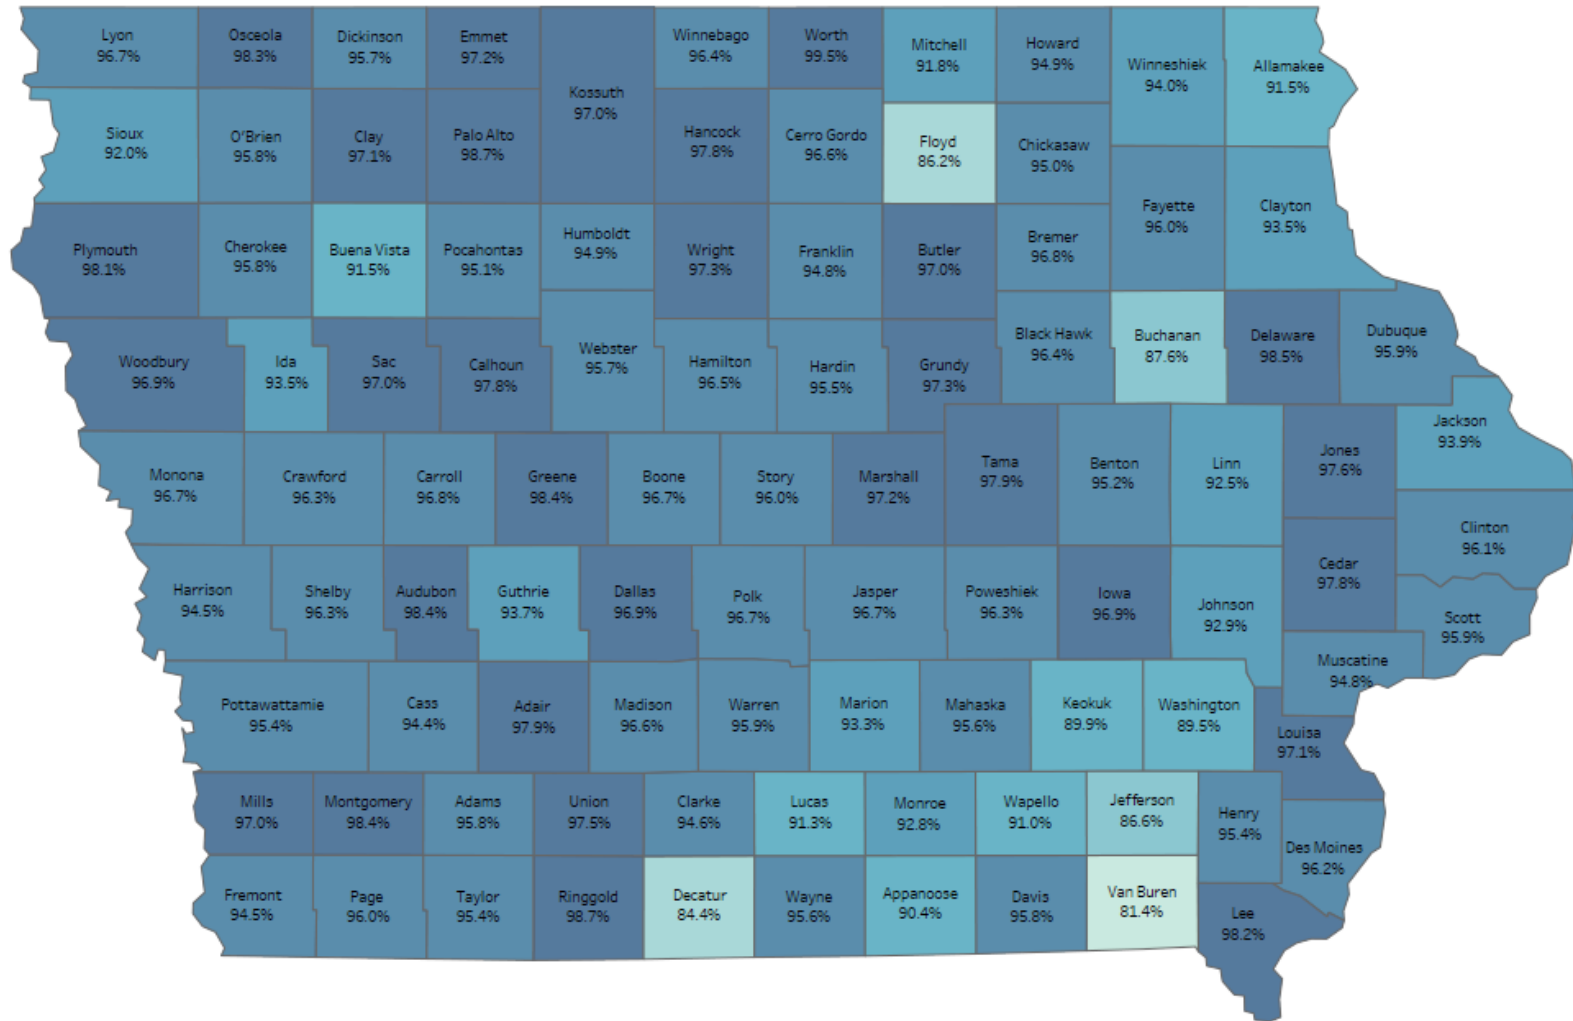 Lyon
96.7%
Osceola
98.3%
Dickinson
95.7%
Emmet
97.2%
Kossuth
97.0%
Winnebago
96.4%
Worth
99.5%
Mitchell
91.8%
Howard
94.9%
Winneshiek
94.0%
Allamakee
91.5%
Sioux
92.0%
O'Brien
95.8%
Clay
97.1%
Palo Alto
98.7%
Hancock
97.8%
Cerro Gordo
96.6%
Floyd
86.2%
Chickasaw
95.0%
Fayette
96.0%
Clayton
93.5%
Plymouth
98.1%
Cherokee
95.8%
Buena Vista
91.5%
Pocahontas
95.1%
Humboldt
94.9%
Wright
97.3%
Franklin
94.8%
Butler
97.0%
Bremer
96.8%
Woodbury
96.9%
Ida
93.5%
Sac
97.0%
Calhoun
97.8%
Webster
95.7%
Hamilton
96.5%
Hardin
95.5%
Grundy
97.3%
Black Hawk
96.4%
Buchanan
87.6%
Delaware
98.5%
Dubuque
95.9%
Monona
96.7%
Crawford
96.3%
Carroll
96.8%
Greene
98.4%
Boone
96.7%
Story
96.0%
Marshall
97.2%
Tama
97.9%
Benton
95.2%
Linn
92.5%
Jones
97.6%
Jackson
93.9%
Clinton
96.1%
Harrison
94.5%
Shelby
96.3%
Audubon
98.4%
Guthrie
93.7%
Dallas
96.9%
Polk
96.7%
Jasper
96.7%
Poweshiek
96.3%
Iowa
96.9%
Johnson
92.9%
Cedar
97.8%
Scott
95.9%
Muscatine
94.8%
Pottawattamie
95.4%
Cass
94.4%
Adair
97.9%
Madison
96.6%
Warren
95.9%
Marion
93.3%
Mahaska
95.6%
Keokuk
89.9%
Washington
89.5%
Louisa
97.1%
Mills
97.0%
Montgomery
98.4%
Adams
95.8%
Union
97.5%
Clarke
94.6%
Lucas
91.3%
Monroe
92.8%
Wapello
91.0%
Jefferson
86.6%
Henry
95.4%
Des Moines
96.2%
Fremont
94.5%
Page
96.0%
Taylor
95.4%
Ringgold
98.7%
Decatur
84.4%
Wayne
95.6%
Appanoose
90.4%
Davis
95.8%
Van Buren
81.4%
Lee
98.2%